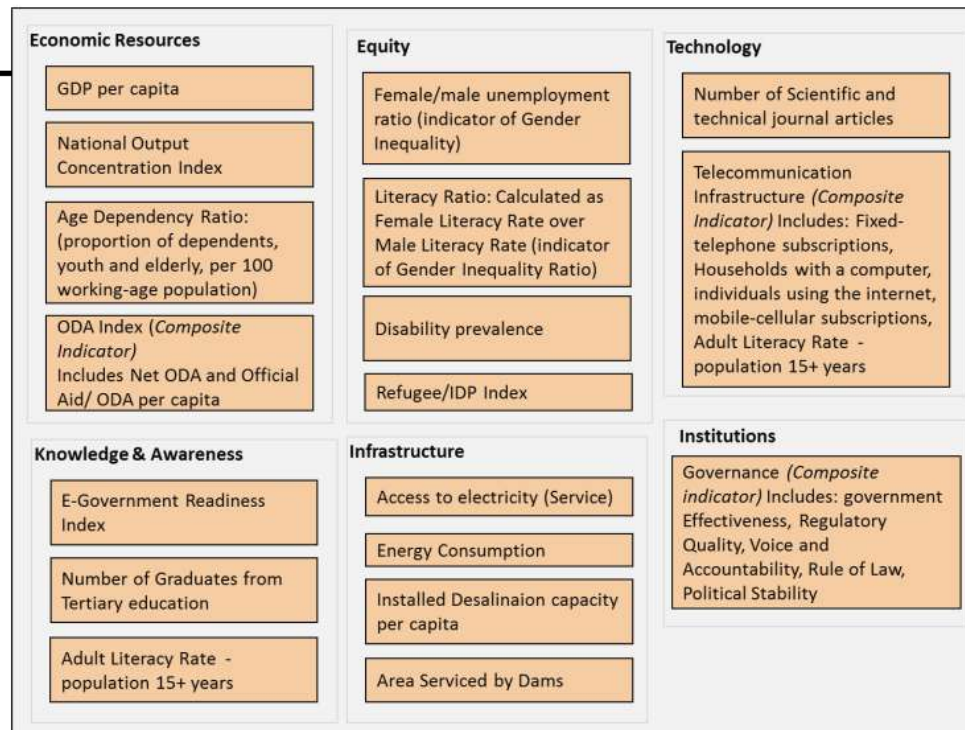 Economic Resources
GDP per capita
National Output
Concentration Index
Age Dependency Ratio:
(proportion of dependents,
youth and elderly, per 100
working-age population)
ODA Index (Composite
Indicator)
Includes Net ODA and Official
Aid/ ODA per capita
Equity
Female/male unemployment
ratio (indicator of Gender
Inequality)
Literacy Ratio: Calculated as
Female Literacy Rate over
Male Literacy Rate (indicator
of Gender Inequality Ratio)
Disability prevalence
Refugee/IDP Index
Technology
Number of Scientific and
technical journal articles
Telecommunication
Infrastructure (Composite
Indicator) Includes: Fixed-
telephone subscriptions,
Households with a computer,
individuals using the internet,
mobile-cellular subscriptions,
Adult Literacy Rate -
population 15+ years
Knowledge & Awareness
E-Government Readiness
Index
Number of Graduates from
Tertiary education
Adult Literacy Rate -
population 15+ years
Infrastructure
Access to electricity (Service)
Energy Consumption
Installed Desalinaion capacity
per capita
Area Serviced by Dams
Institutions
Governance (Composite
indicator) Includes: government
Effectiveness, Regulatory
Quality, Voice and
Accountability, Rule of Law,
Political Stability